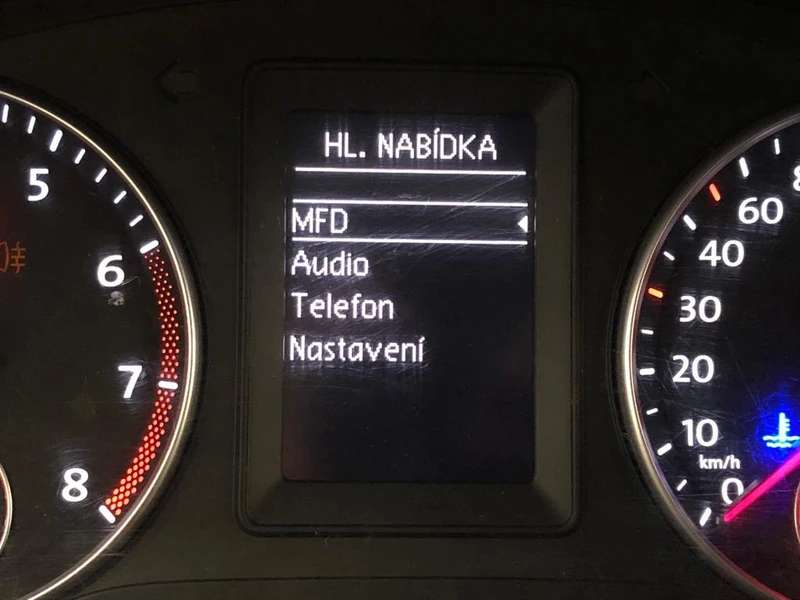 HL. NABÍDKA
MFD
Audio
Telefon
Nastavení
5
6
7
8
60
40
30
20
10
km/h
0